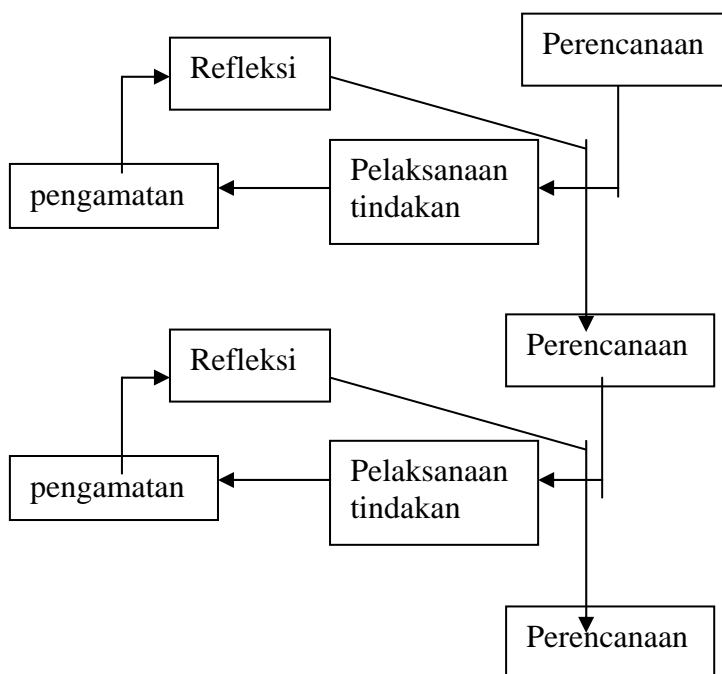 Perencanaan
Refleksi
Pelaksanaan
tindakan
pengamatan
Perencanaan
Refleksi
Pelaksanaan
tindakan
pengamatan
Perencanaan